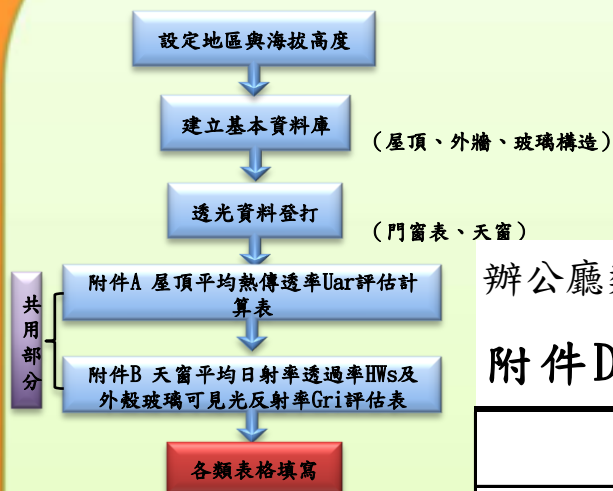 設定地區與海拔高度
建立基本資料庫
(屋頂、外牆、玻璃構造)
透光資料登打
(門窗表、天窗)
共用部分
附件A 屋頂平均熱傳透率Uar評估計
算表
附件B 天窗平均日射率透過率HWs及
外殼玻璃可見光反射率Gri評估表
各類表格填寫
辦公廳
附件D